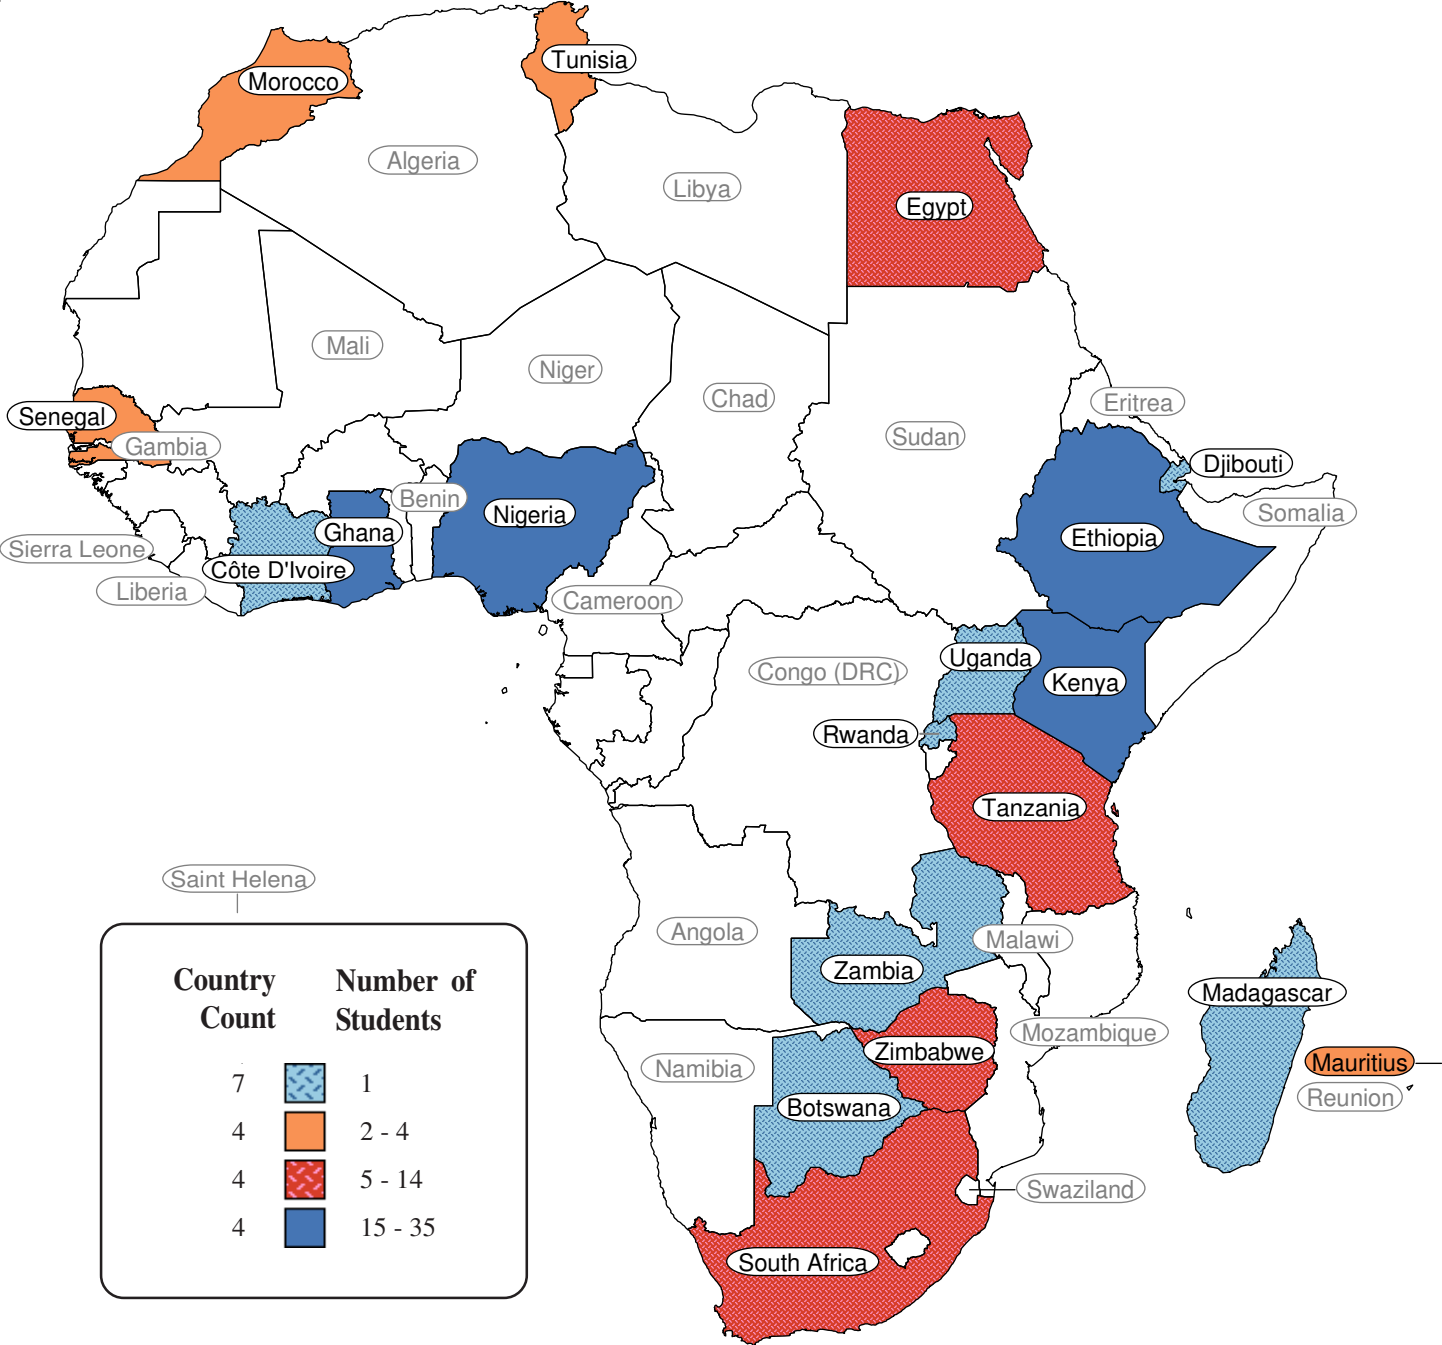 Tunisia
Morocco
Algeria
Libya
Egypt
Mali
Niger
Chad
Eritrea
Senegal
Gambia
Sudan
Djibouti
Benin
Nigeria
Somalia
Ghana
Ethiopia
Sierra Leone
Côte D'Ivoire
Liberia
Cameroon
Uganda
Congo (DRC)
Kenya
Rwanda
Tanzania
Saint Helena
Angola
Malawi
Zambia
Madagascar
Mozambique
Zimbabwe
Mauritius
Namibia
Reunion
Botswana
Swaziland
South Africa
Country Number of
Count Students
7 1
4 2 - 4
4 5 - 14
4 15 - 35